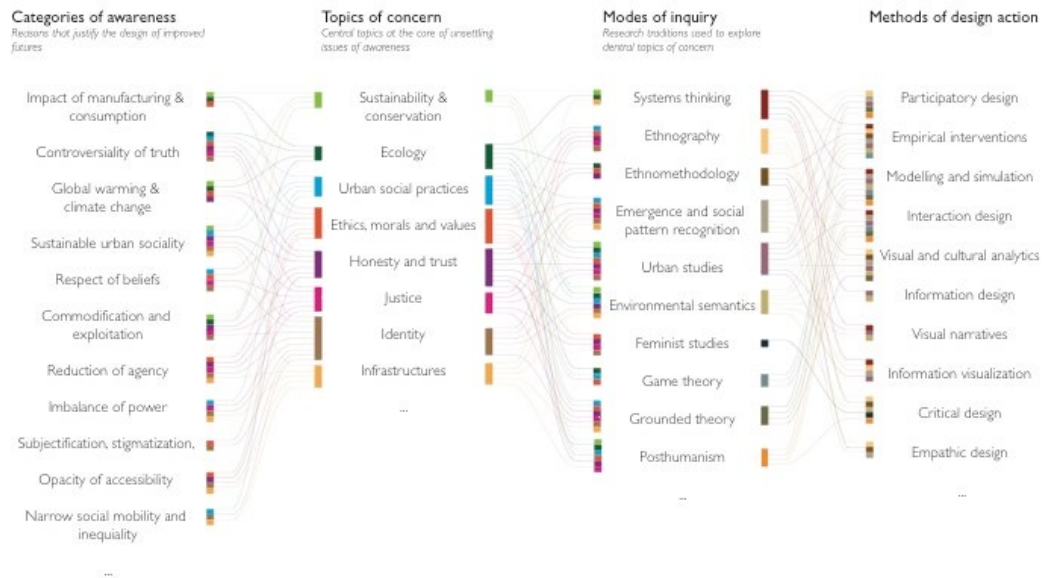 Categories of awareness
Reasons that justify the design of improved
futures
Impact of manufacturing &
consumption
Controversiality of truth
Global warming &
climate change
Sustainable urban sociality
Respect of beliefs
Commodification and
exploitation
Reduction of agency
Imbalance of power
Subjectification, stigmatization,
Opacity of accessibility
Narrow social mobility and
inequiality
...
Topics of concern
Central topics at the core of unsettling
issues of awareness
Sustainability &
conservation
Ecology
Urban social practices
Ethics, morals and values
Honesty and trust
Justice
Identity
Infrastructures
...
Modes of inquiry
Research traditions used to explore
dentral topics of concern
Systems thinking
Ethnography
Ethnomethodology
Emergence and social
pattern recognition
Urban studies
Environmental semantics
Feminist studies
Game theory
Grounded theory
Posthumanism
...
Methods of design action
Participatory design
Empirical interventions
Modelling and simulation
Interaction design
Visual and cultural analytics
Information design
Visual narratives
Information visualization
Critical design
Empathic design
...